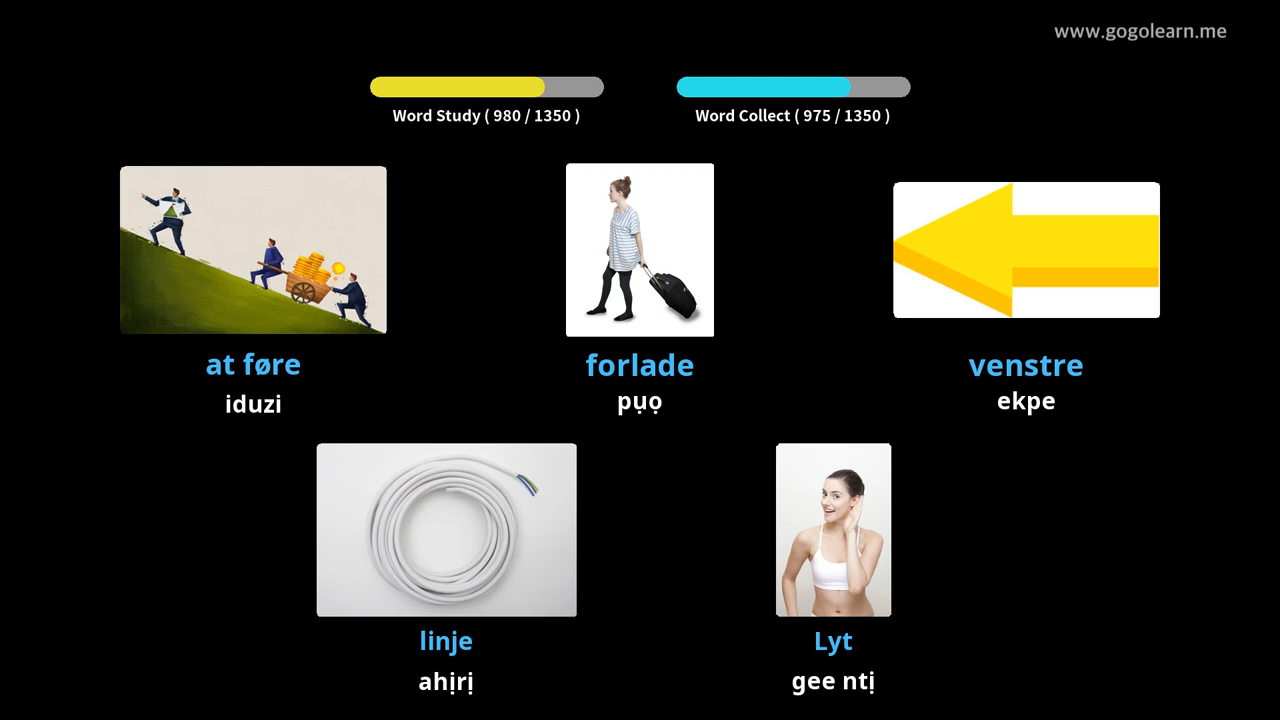 www.gogolearn.me
Word Study ( 980 / 1350 )
Word Collect ( 975 / 1350 )
at føre
iduzi
forlade
pụọ
venstre
ekpe
linje
ahịrị
Lyt
gee ntị